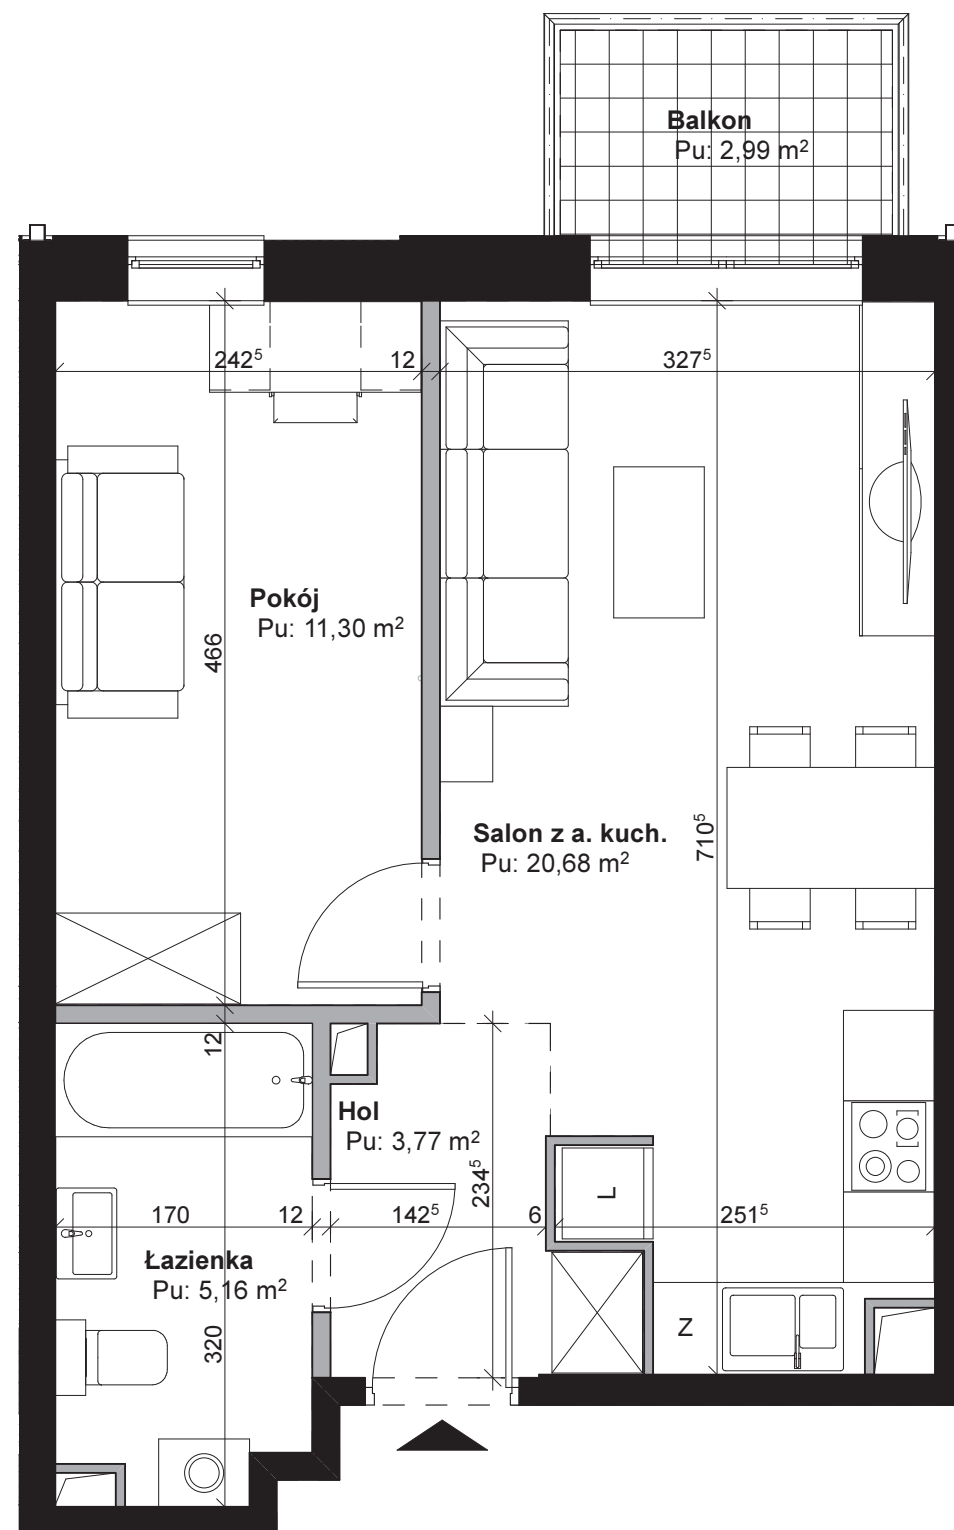 Balkon
Pu: 2,99 m²
242⁵
12
327⁵
Pokój
Pu: 11,30 m²
466
Salon z a. kuch.
Pu: 20,68 m²
710⁵
12
Hol
Pu: 3,77 m²
234⁵
L
170
12
142⁵
6
251⁵
Łazienka
Pu: 5,16 m²
320
Z